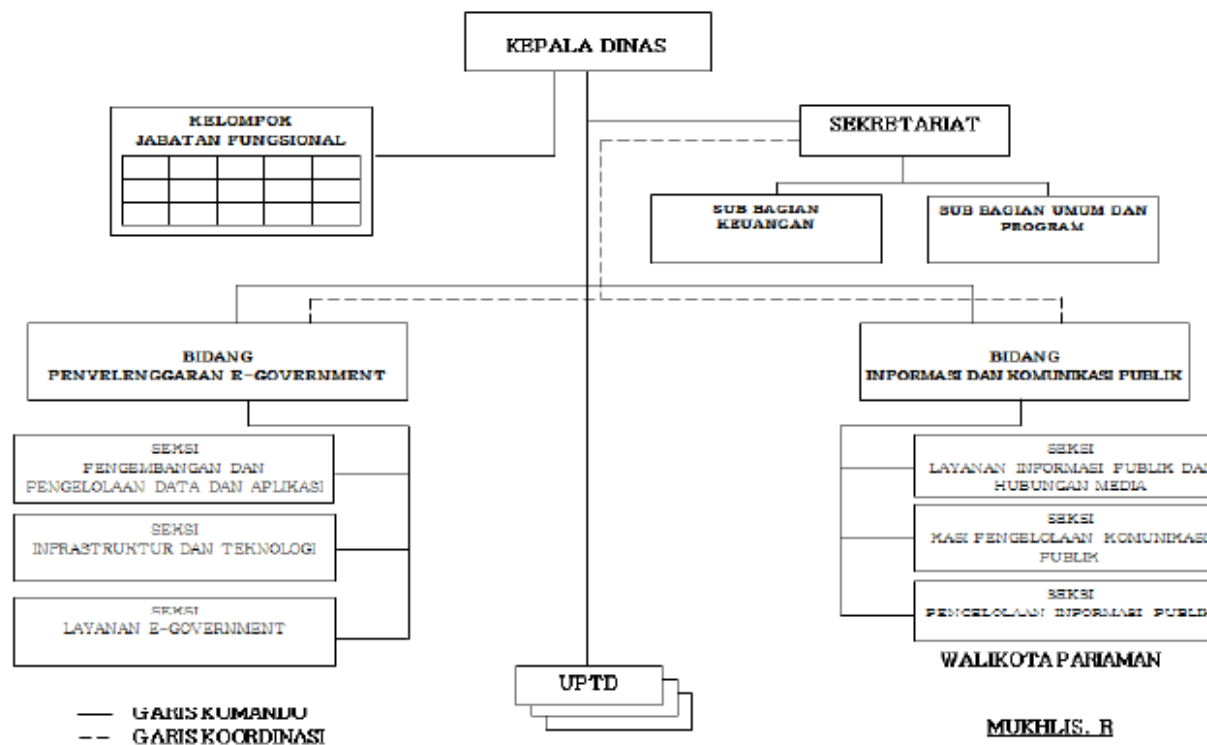 KEPALA DINAS
KELOMPOK
JABATAN FUNGSIONAL
SEKRETARIAT
SUB BAGIAN
KEUANGAN
SUB BAGIAN UMUM DAN
PROGRAM
BIDANG
PENYELENGGARAN E-GOVERNMENT
BIDANG
INFORMASI DAN KOMUNIKASI PUBLIK
SEKSI
PENGEMBANGAN DAN
PENGELOLAAN DATA DAN APLIKASI
SEKSI
INFRASTRUKTUR DAN TEKNOLOGI
SEKSI
LAYANAN E-GOVERNMENT
SEKSI
LAYANAN INFORMASI PUBLIK DAN
HUBUNGAN MEDIA
SEKSI
KASI PENGELOLAAN KOMUNIKASI
PUBLIK
SEKSI
PENGELOLAAN INFORMASI PUBLIK
UPTD
WALIKOTA PARIAMAN
MUKHLIS. R
GARIS KOMANDO
GARIS KOORDINASI